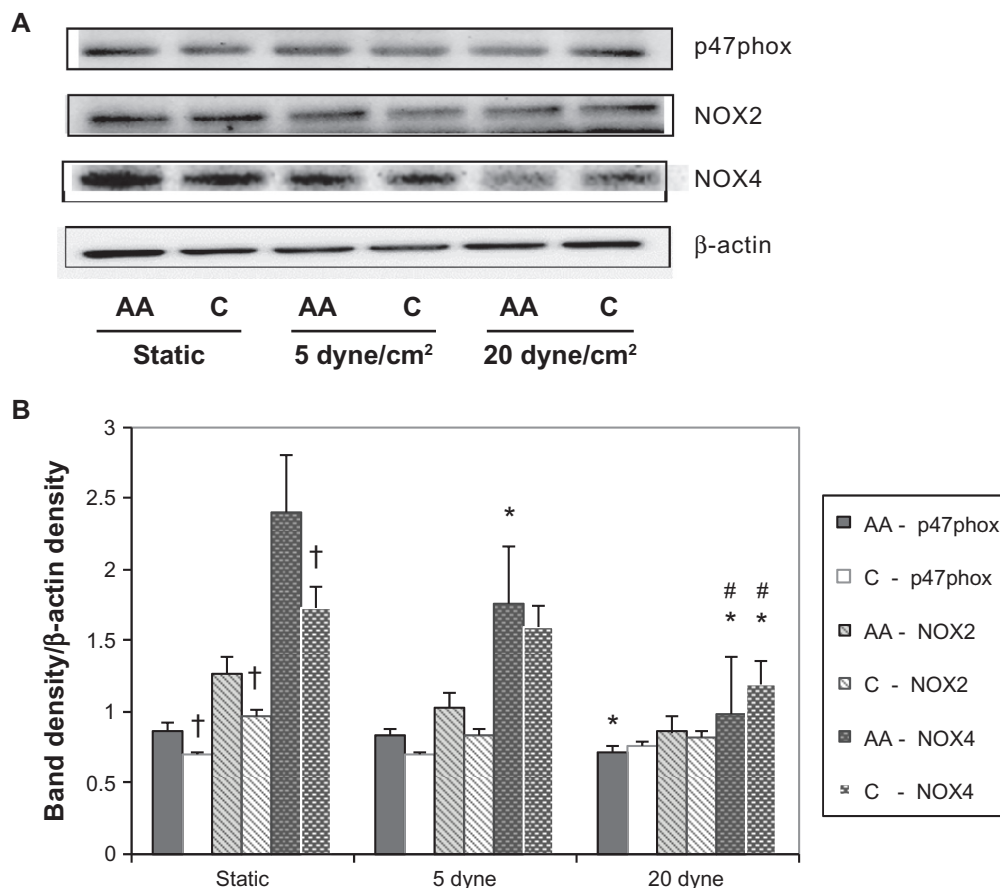 A
p47phox
NOX2
NOX4
β-actin
AA C AA C AA C
Static 5 dyne/cm² 20 dyne/cm²
B
Band density/β-actin density
3
2.5
2
1.5
1
0.5
0
† † †
*
* # * # *
Static 5 dyne 20 dyne
AA - p47phox
C - p47phox
AA - NOX2
C - NOX2
AA - NOX4
C - NOX4